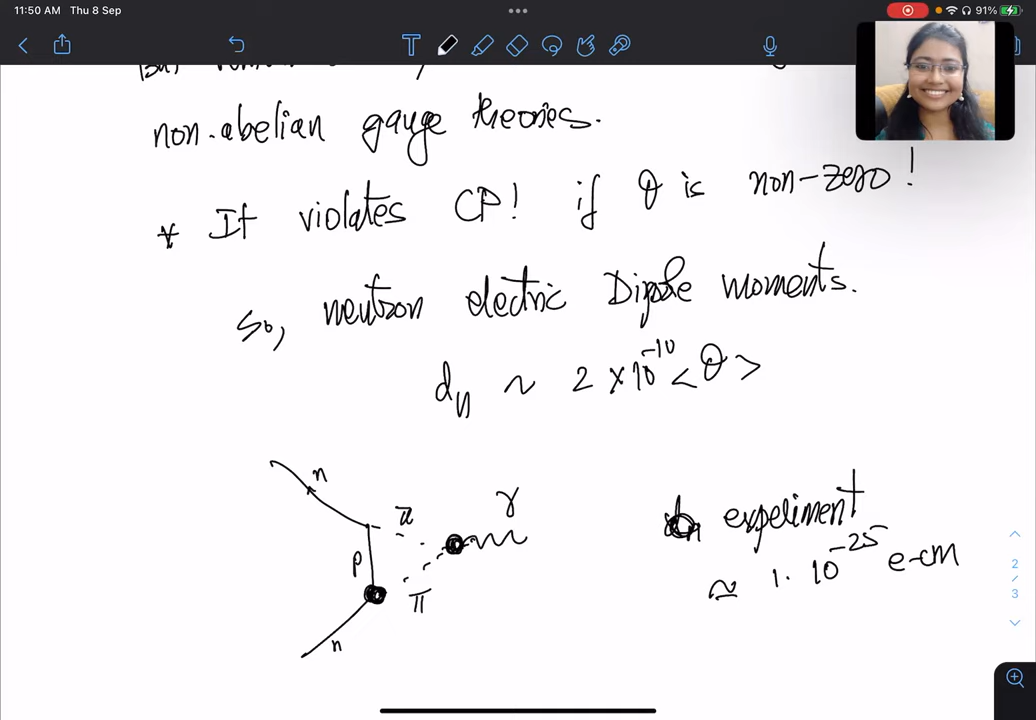 11:50 AM Thu 8 Sep
91%
T
non-abelian gauge theories.
* It violates CP! if θ is non-zero!
So, neutron electric Dipole moments.
d_n ~ 2 × 10^-10 <θ>
n
π γ
p
π
n
experiment
≈ 1. 10^-25 e-cm
2
/
3